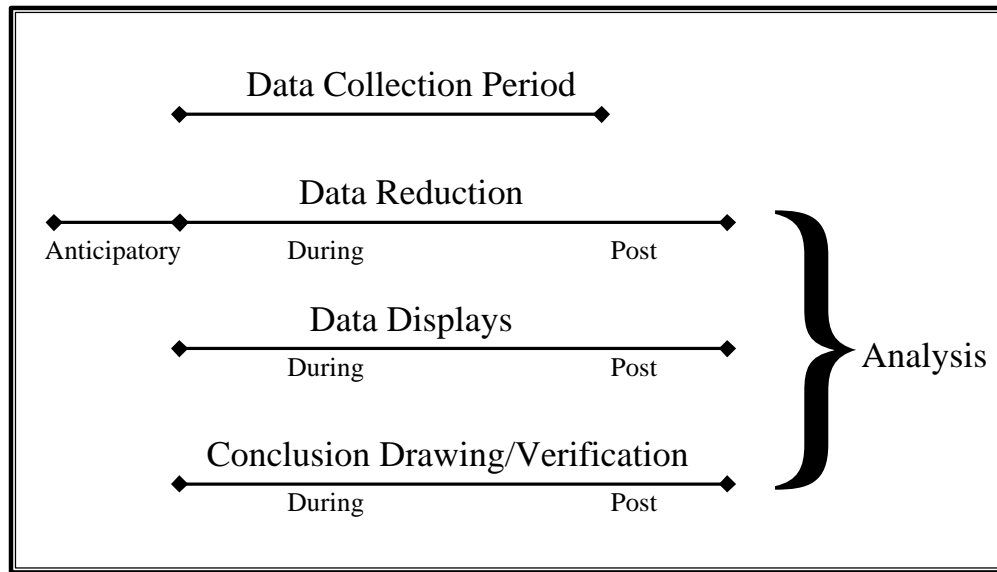 Data Collection Period
Data Reduction
Anticipatory During Post
Data Displays
During Post
Analysis
Conclusion Drawing/Verification
During Post